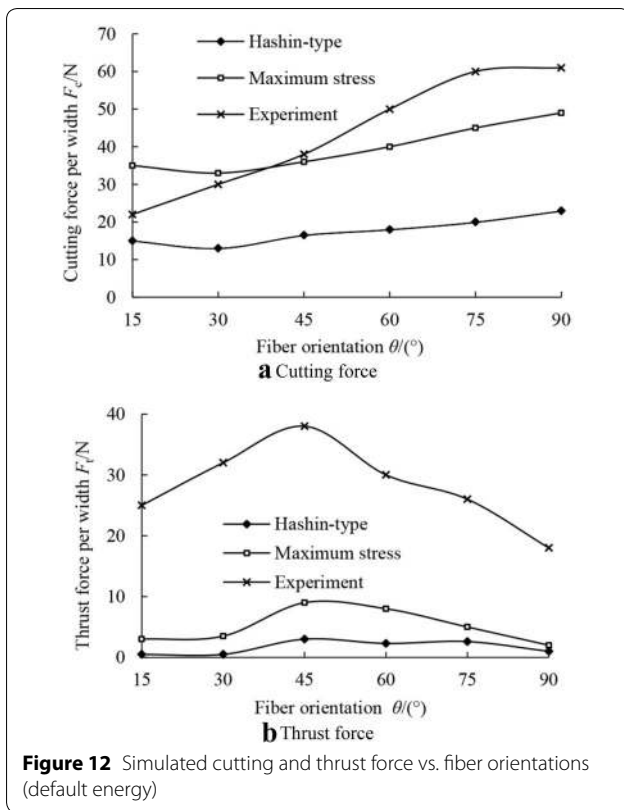 70
60
50
40
30
20
10
0
Cutting force per width F_c/N
Hashin-type
Maximum stress
Experiment
15 30 45 60 75 90
Fiber orientation θ/(°)
a Cutting force
40
30
20
10
0
Thrust force per width F_t/N
Hashin-type
Maximum stress
Experiment
15 30 45 60 75 90
Fiber orientation θ/(°)
b Thrust force
Figure 12 Simulated cutting and thrust force vs. fiber orientations
(default energy)